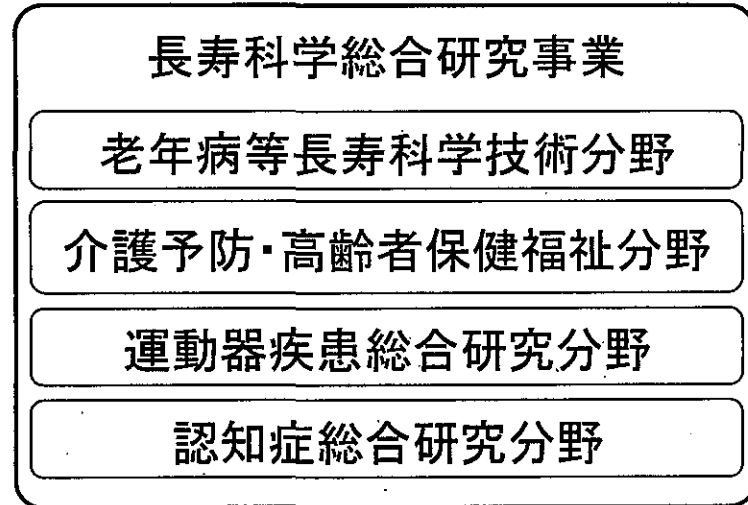 長寿科学総合研究事業
老年病等長寿科学技術分野
介護予防・高齢者保健福祉分野
運動器疾患総合研究分野
認知症総合研究分野